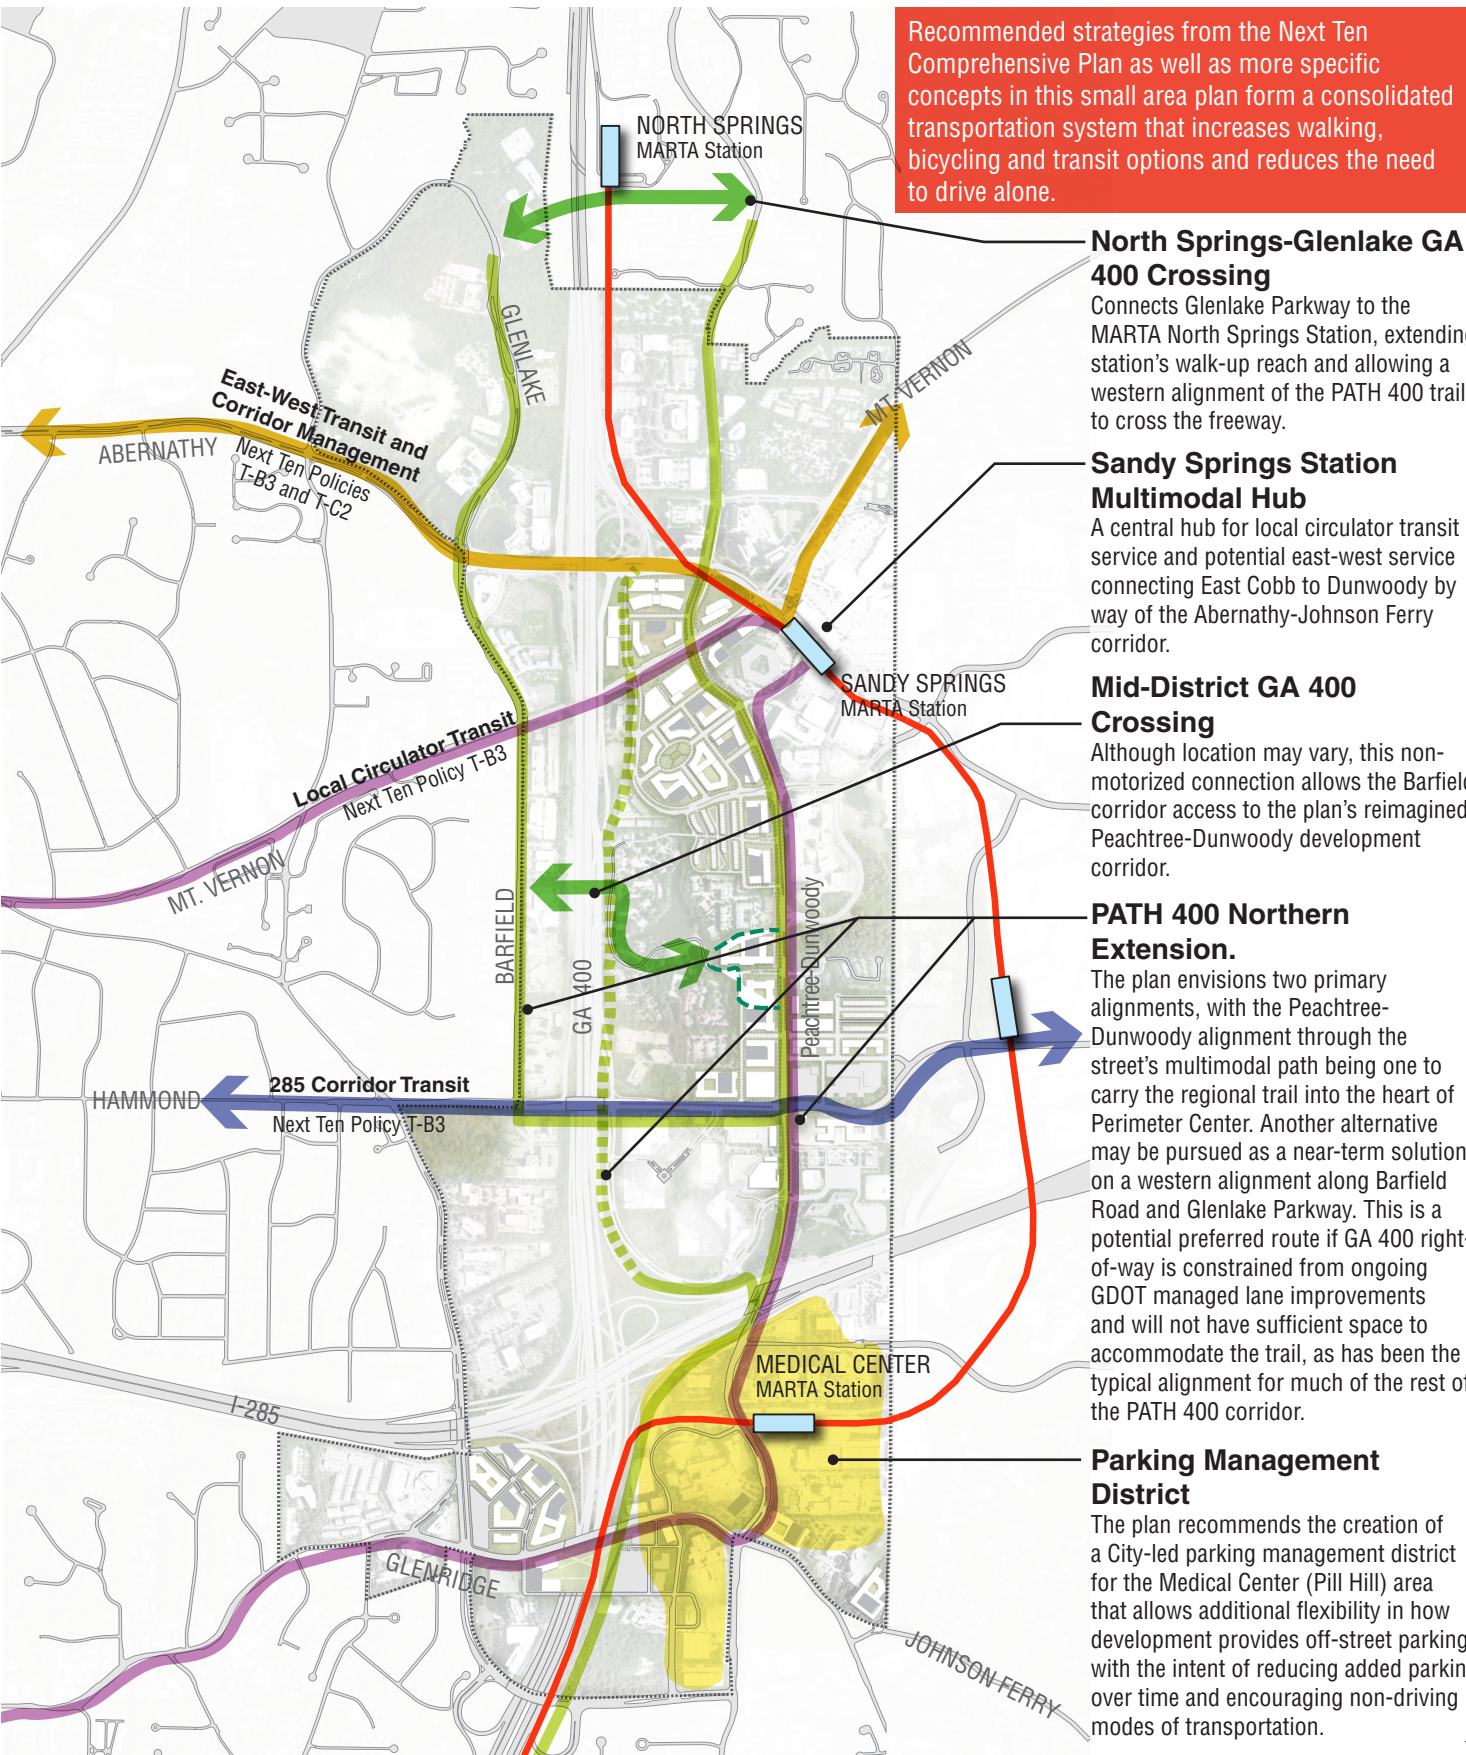 Recommended strategies from the Next Ten
Comprehensive Plan as well as more specific
concepts in this small area plan form a consolidated
transportation system that increases walking,
bicycling and transit options and reduces the need
to drive alone.
NORTH SPRINGS
MARTA Station
North Springs-Glenlake GA
400 Crossing
Connects Glenlake Parkway to the
MARTA North Springs Station, extendin
station’s walk-up reach and allowing a
western alignment of the PATH 400 trail
to cross the freeway.
GLENLAKE
MT. VERNON
East-West Transit and
Corridor Management
Next Ten Policies
T-B3 and T-C2
ABERNATHY
Sandy Springs Station
Multimodal Hub
A central hub for local circulator transit
service and potential east-west service
connecting East Cobb to Dunwoody by
way of the Abernathy-Johnson Ferry
corridor.
SANDY SPRINGS
MARTA Station
Local Circulator Transit
Next Ten Policy T-B3
MT. VERNON
Mid-District GA 400
Crossing
Although location may vary, this non-
motorized connection allows the Barfiel
corridor access to the plan’s reimagined
Peachtree-Dunwoody development
corridor.
BARFIELD
GA 400
Peachtree-Dunwoody
PATH 400 Northern
Extension.
The plan envisions two primary
alignments, with the Peachtree-
Dunwoody alignment through the
street’s multimodal path being one to
carry the regional trail into the heart of
Perimeter Center. Another alternative
may be pursued as a near-term solution
on a western alignment along Barfield
Road and Glenlake Parkway. This is a
potential preferred route if GA 400 right-
of-way is constrained from ongoing
GDOT managed lane improvements
and will not have sufficient space to
accommodate the trail, as has been the
typical alignment for much of the rest of
the PATH 400 corridor.
HAMMOND
285 Corridor Transit
Next Ten Policy T-B3
MEDICAL CENTER
MARTA Station
I-285
GLENRIDGE
JOHNSON FERRY
Parking Management
District
The plan recommends the creation of
a City-led parking management district
for the Medical Center (Pill Hill) area
that allows additional flexibility in how
development provides off-street parking
with the intent of reducing added parkin
over time and encouraging non-driving
modes of transportation.